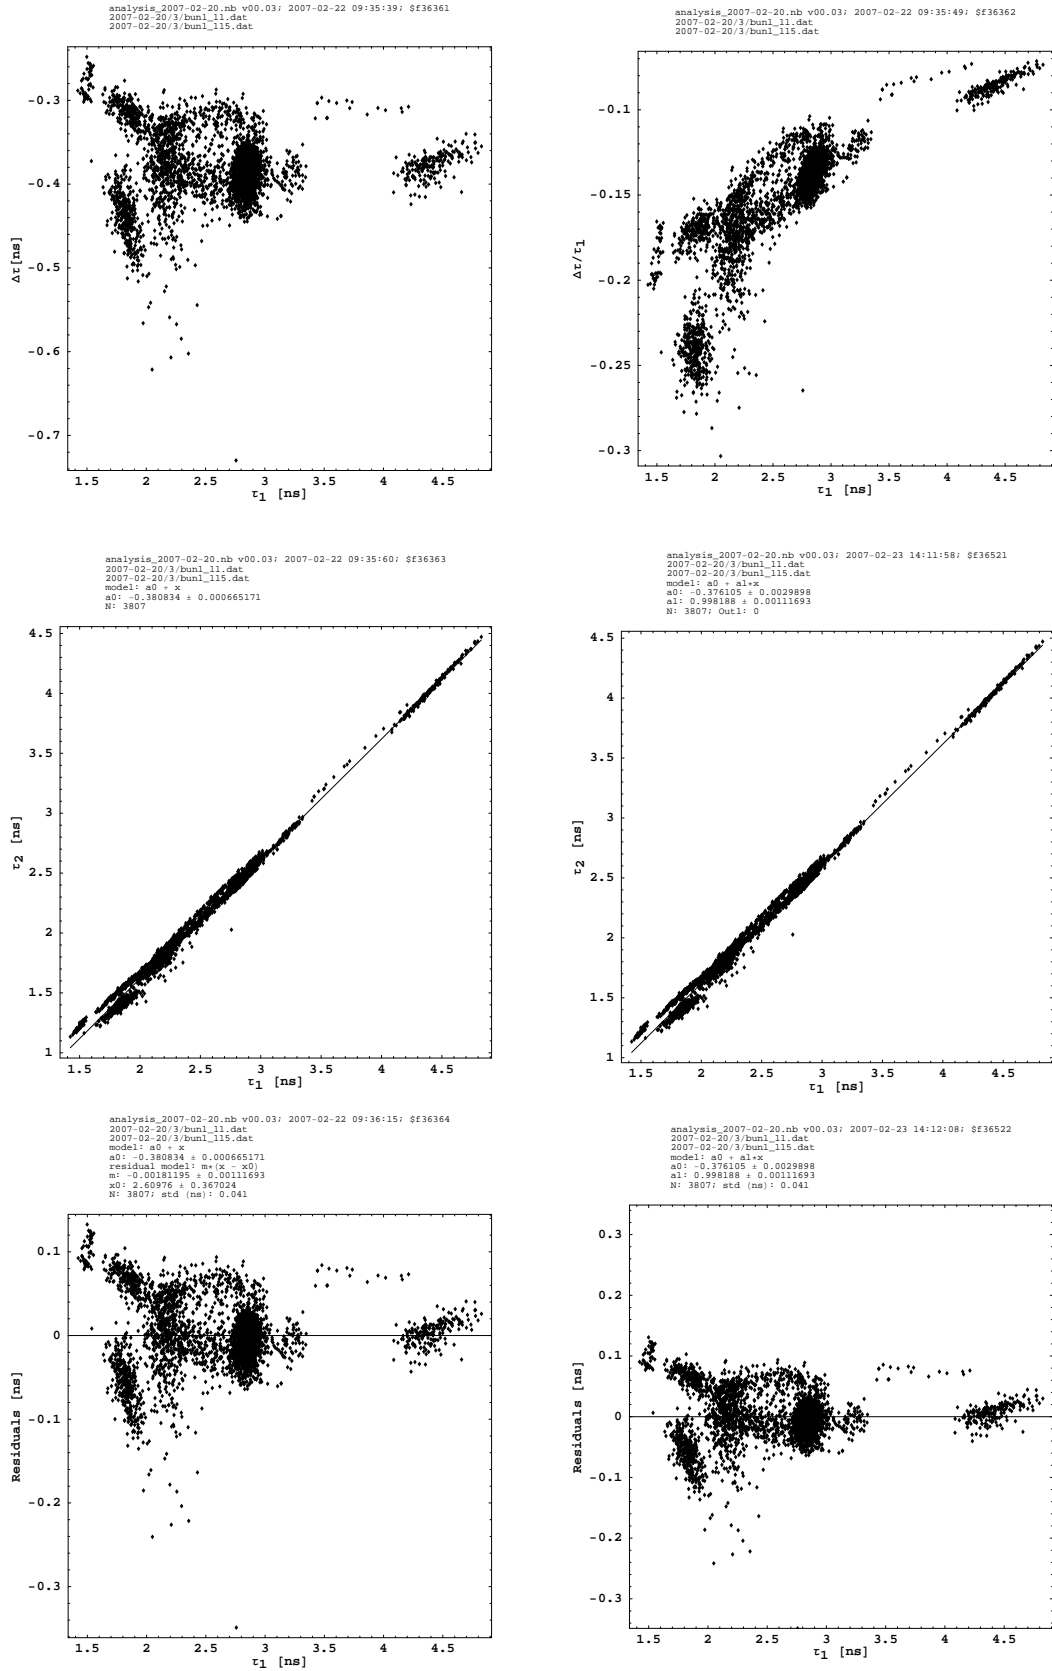 analysis_2007-02-20.nb v00.03; 2007-02-22 09:35:39; $f36361
2007-02-20/3/bunl_11.dat
2007-02-20/3/bunl_115.dat
-0.3
-0.4
-0.5
-0.6
-0.7
Δτ[ns]
1.5 2 2.5 3 3.5 4 4.5
τ1 [ns]
analysis_2007-02-20.nb v00.03; 2007-02-22 09:35:49; $f36362
2007-02-20/3/bunl_11.dat
2007-02-20/3/bunl_115.dat
-0.1
-0.15
-0.2
-0.25
-0.3
Δτ/τ1
1.5 2 2.5 3 3.5 4 4.5
τ1 [ns]
analysis_2007-02-20.nb v00.03; 2007-02-22 09:35:60; $f36363
2007-02-20/3/bunl_11.dat
2007-02-20/3/bunl_115.dat
model: a0 + x
a0: -0.380834 ± 0.000665171
N: 3807
4.5
4
3.5
3
2.5
2
1.5
1
τ2 [ns]
1.5 2 2.5 3 3.5 4 4.5
τ1 [ns]
analysis_2007-02-20.nb v00.03; 2007-02-23 14:11:58; $f36521
2007-02-20/3/bunl_11.dat
2007-02-20/3/bunl_115.dat
model: a0 + a1*x
a0: -0.376105 ± 0.0029898
a1: 0.998188 ± 0.00111693
N: 3807; Outl: 0
4.5
4
3.5
3
2.5
2
1.5
1
τ2 [ns]
1.5 2 2.5 3 3.5 4 4.5
τ1 [ns]
analysis_2007-02-20.nb v00.03; 2007-02-22 09:36:15; $f36364
2007-02-20/3/bunl_11.dat
2007-02-20/3/bunl_115.dat
model: a0 + x
a0: -0.380834 ± 0.000665171
residual model: m*(x - x0)
m: -0.00181195 ± 0.00111693
x0: 2.60976 ± 0.367024
N: 3807; std (ns): 0.041
0.1
0
-0.1
-0.2
-0.3
Residuals [ns]
1.5 2 2.5 3 3.5 4 4.5
τ1 [ns]
analysis_2007-02-20.nb v00.03; 2007-02-23 14:12:08; $f36522
2007-02-20/3/bunl_11.dat
2007-02-20/3/bunl_115.dat
model: a0 + a1*x
a0: -0.376105 ± 0.0029898
a1: 0.998188 ± 0.00111693
N: 3807; std (ns): 0.041
0.3
0.2
0.1
0
-0.1
-0.2
-0.3
Residuals [ns]
1.5 2 2.5 3 3.5 4 4.5
τ1 [ns]